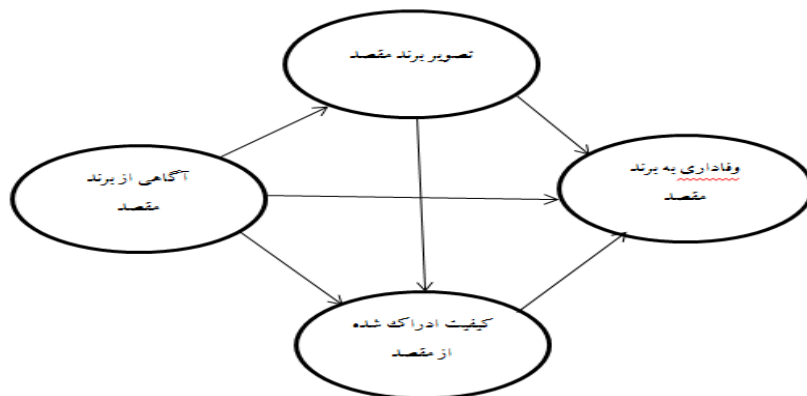 تصویر برند مقصد
وفاداری به برند
مقصد
آگاهی از برند
مقصد
کیفیت ادراک شده
از مقصد